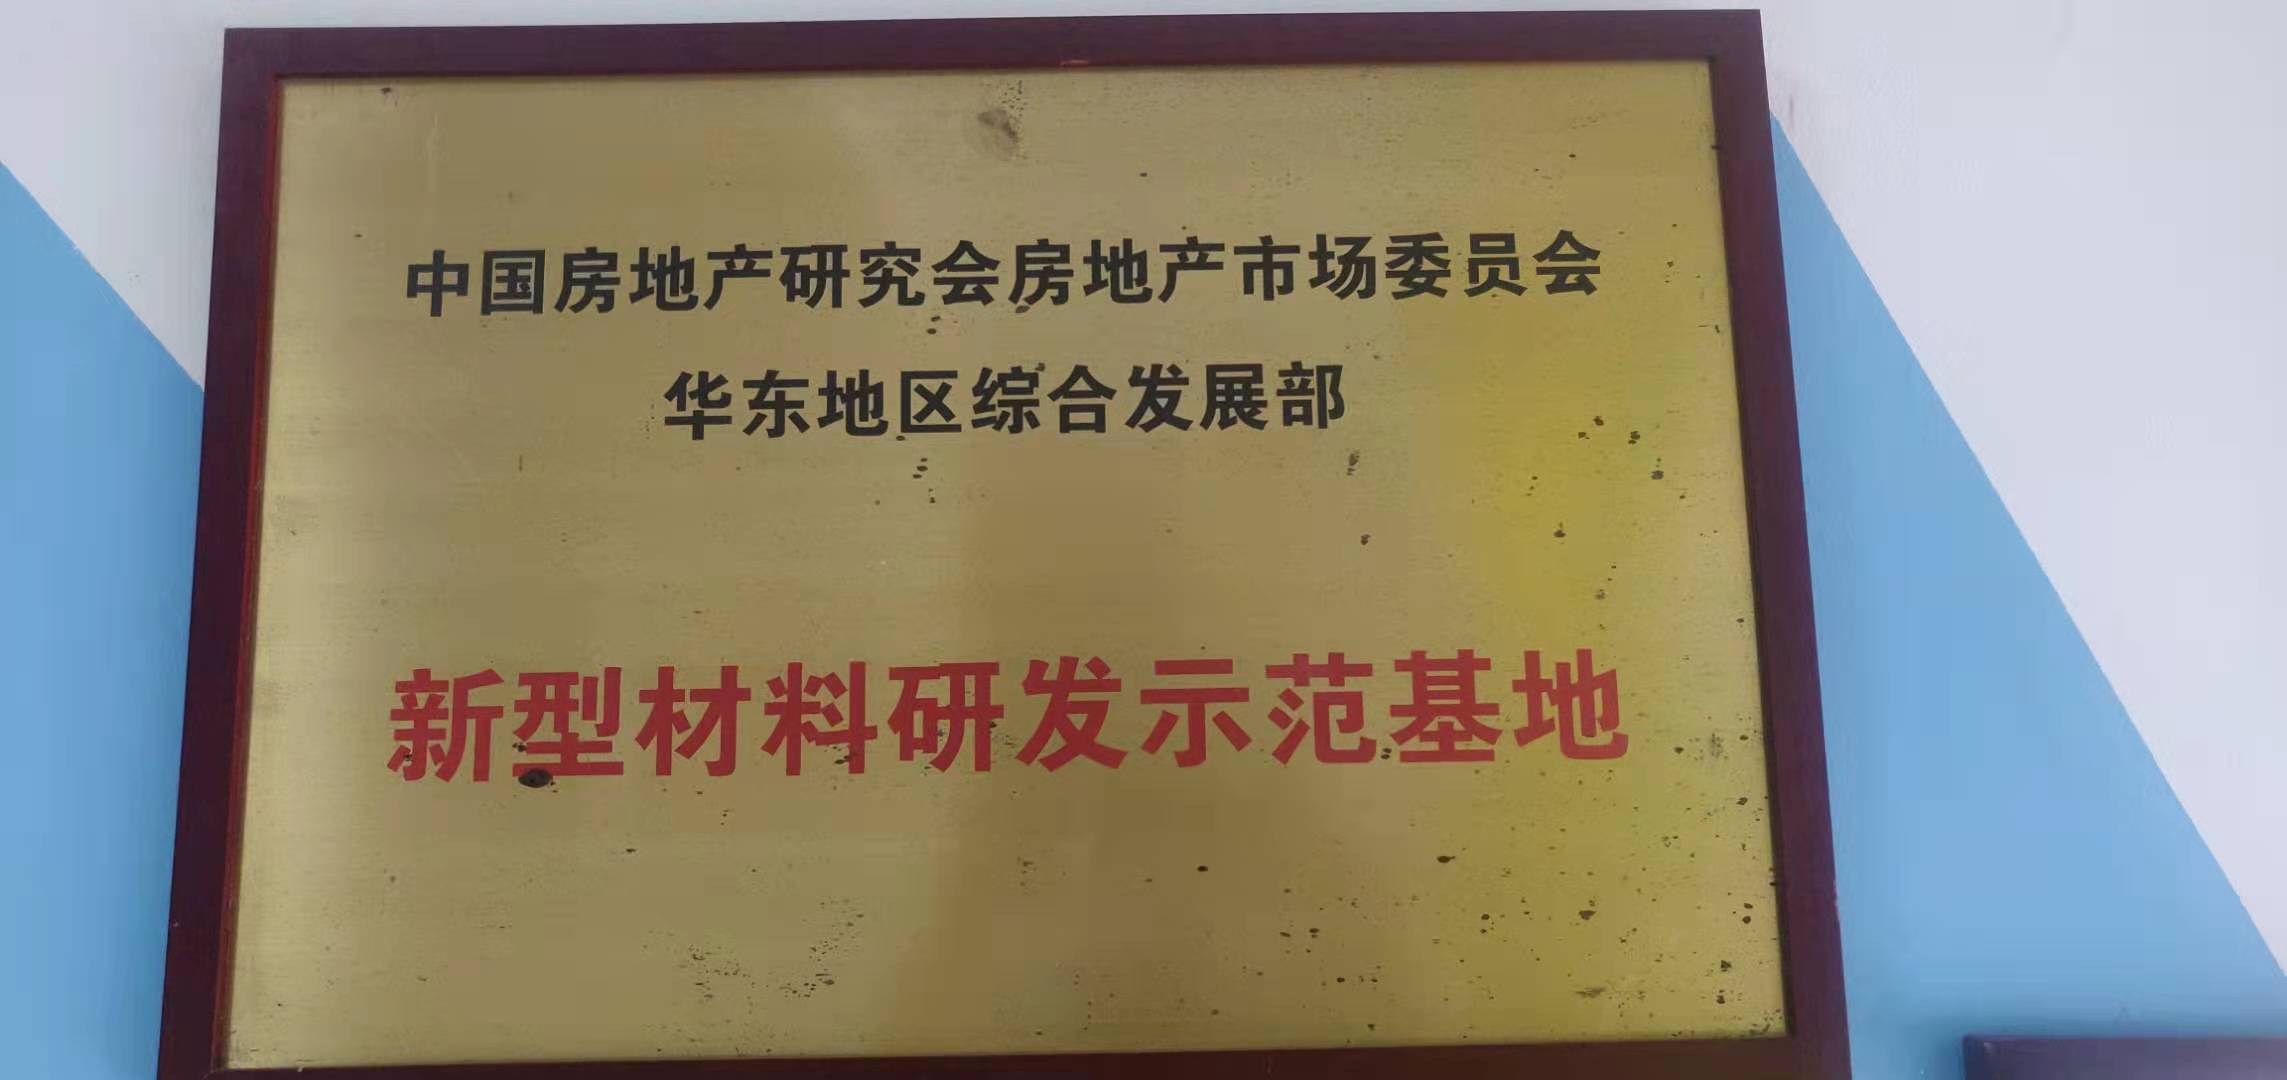 中国房地产研究会房地产市场委员会
华东地区综合发展部
新型材料研发示范基地